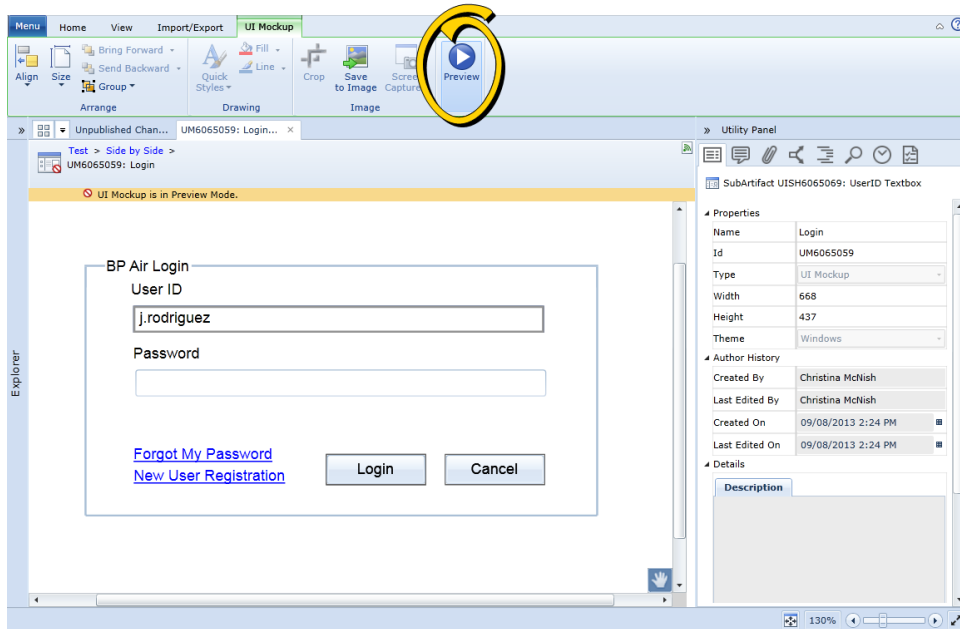 Menu Home View Import/Export UI Mockup
Bring Forward
Send Backward
Group
Align Size
Arrange
Fill
Line
Quick
Styles
Drawing
Crop
Save
to Image
Screen
Capture
Image
Preview
Unpublished Chan... UM6065059: Login... ×
Test > Side by Side >
UM6065059: Login
UI Mockup is in Preview Mode.
BP Air Login
User ID
j.rodriguez
Password
Forgot My Password
New User Registration
Login Cancel
Explorer
» Utility Panel
SubArtifact UISH6065069: UserID Textbox
Properties
Name Login
Id UM6065059
Type UI Mockup
Width 668
Height 437
Theme Windows
Author History
Created By Christina McNish
Last Edited By Christina McNish
Created On 09/08/2013 2:24 PM
Last Edited On 09/08/2013 2:24 PM
Details
Description
130%